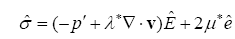 σ̂ = (−p′ + λ*∇ · v)Ê + 2μ*ê